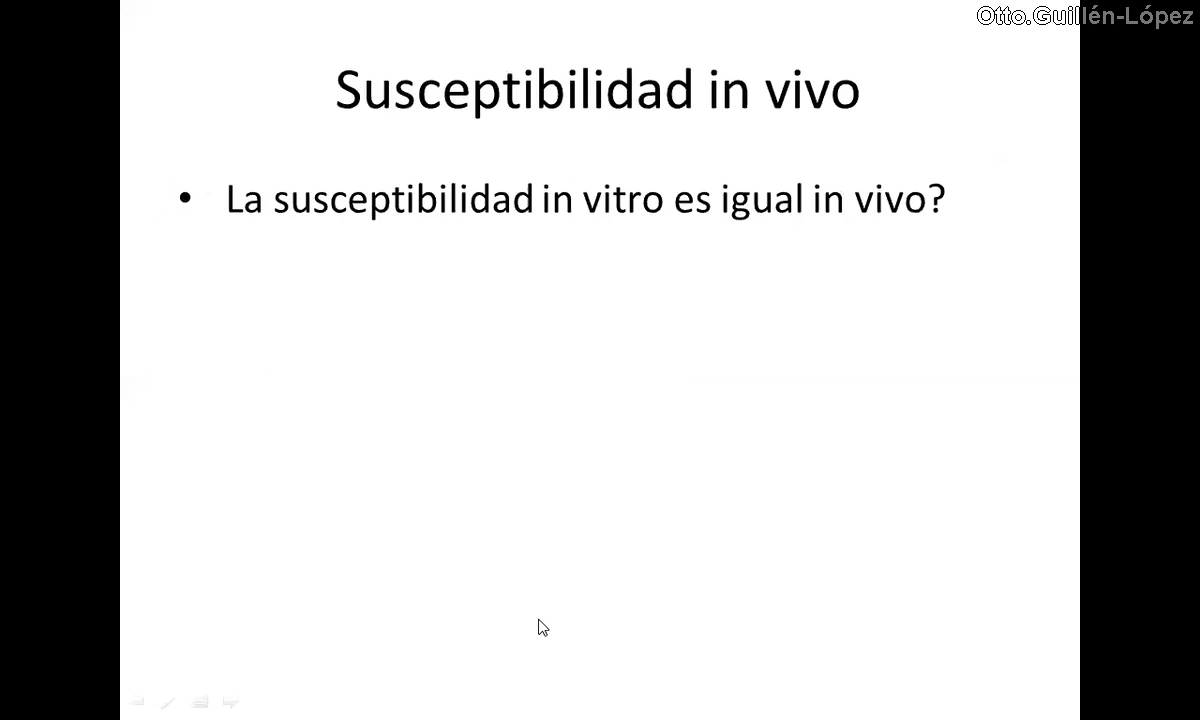 Otto.Guillén-López
Susceptibilidad in vivo
• La susceptibilidad in vitro es igual in vivo?